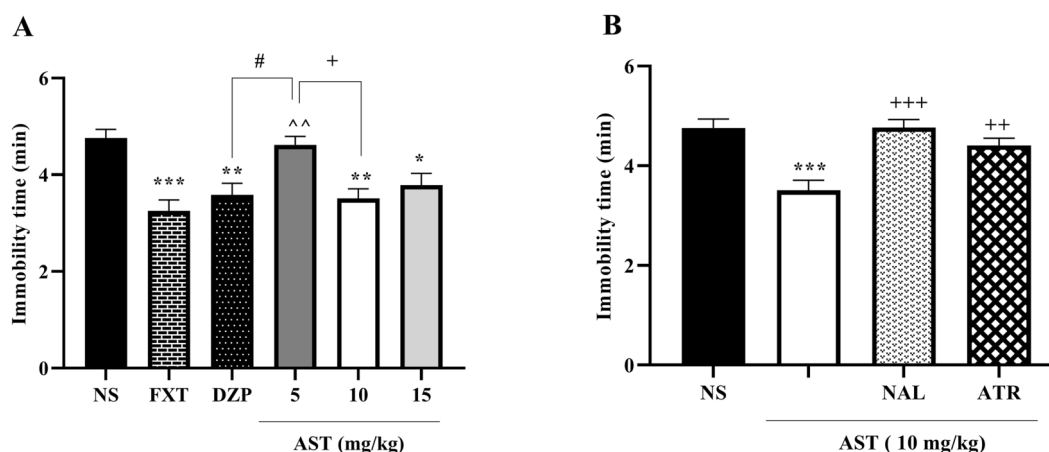 A
Immobility time (min)
6
4
2
0
#
+
***
**
^^
**
*
NS FXT DZP 5 10 15
AST (mg/kg)
B
Immobility time (min)
6
4
2
0
***
+++
++
NS NAL ATR
AST ( 10 mg/kg)